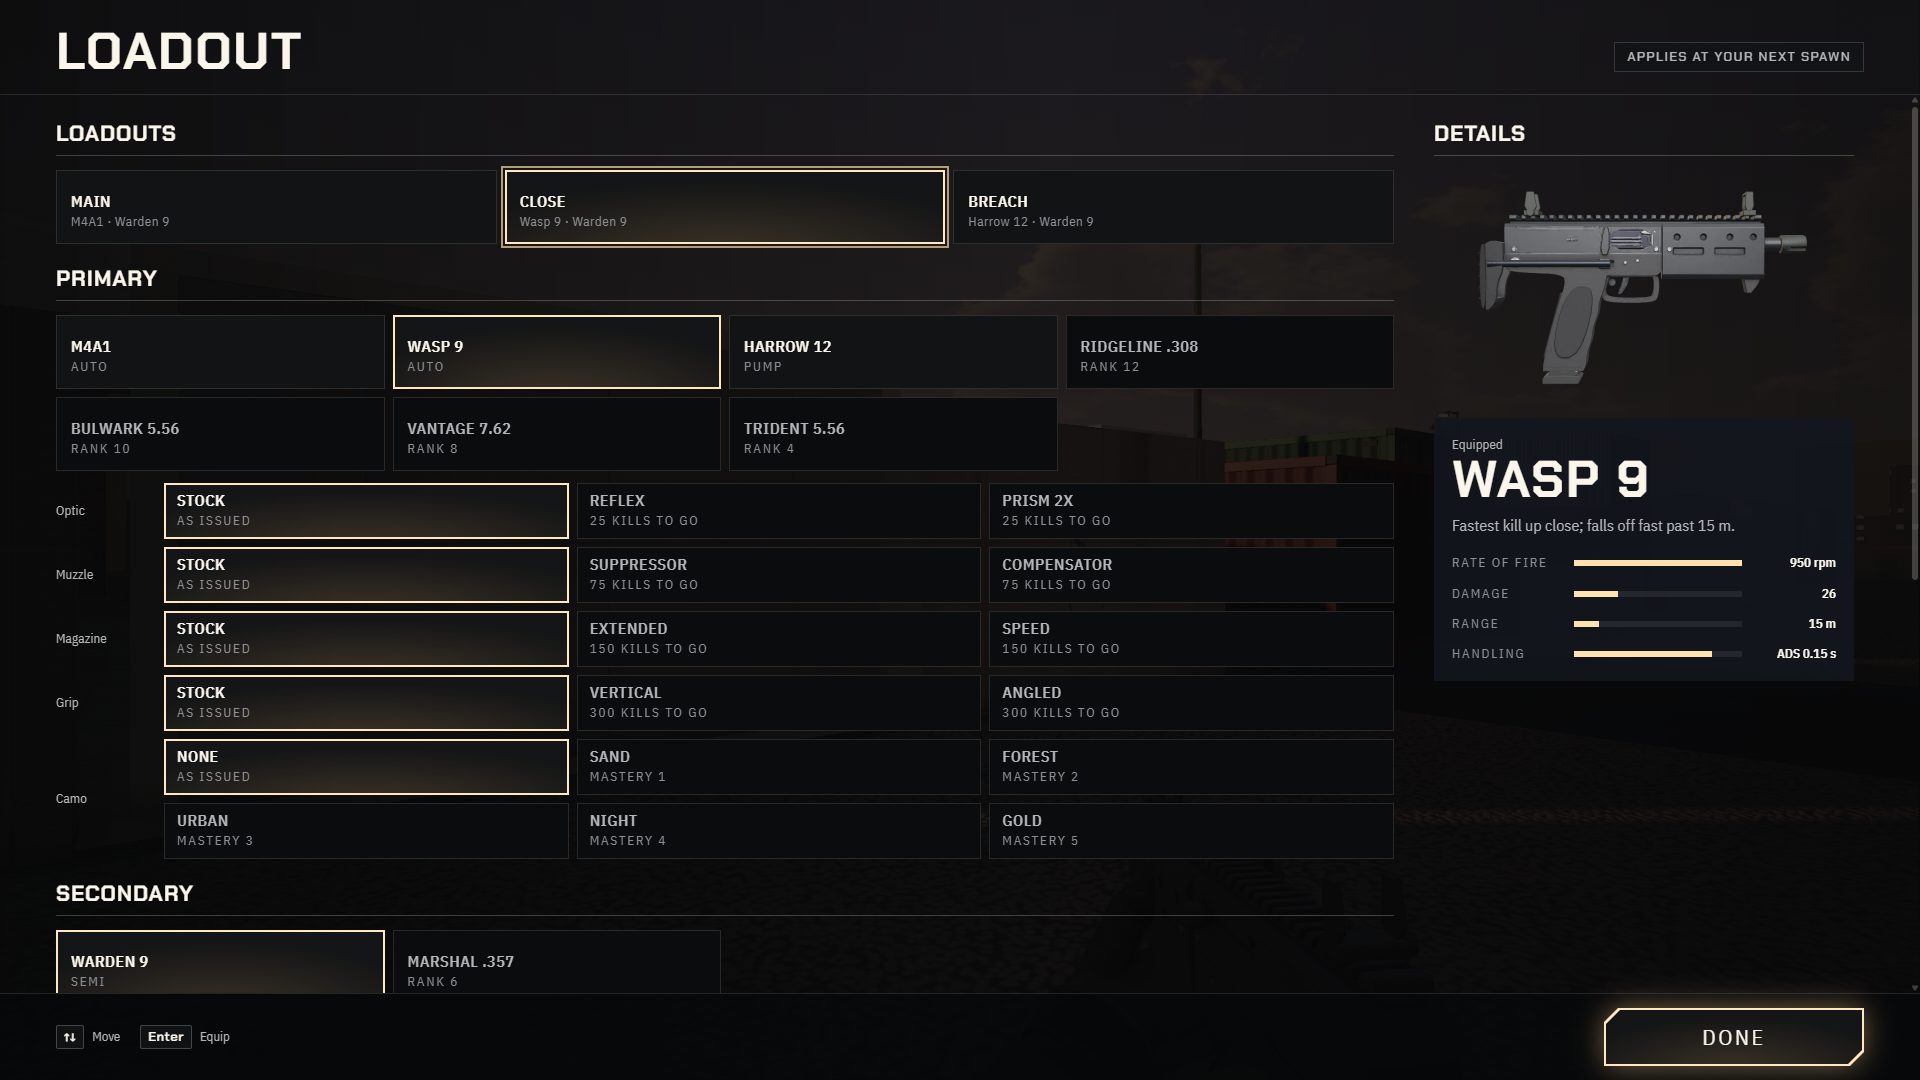 LOADOUT
APPLIES AT YOUR NEXT SPAWN
LOADOUTS
MAIN
M4A1 · Warden 9
CLOSE
Wasp 9 · Warden 9
BREACH
Harrow 12 · Warden 9
PRIMARY
M4A1
AUTO
WASP 9
AUTO
HARROW 12
PUMP
RIDGELINE .308
RANK 12
BULWARK 5.56
RANK 10
VANTAGE 7.62
RANK 8
TRIDENT 5.56
RANK 4
Optic
STOCK
AS ISSUED
REFLEX
25 KILLS TO GO
PRISM 2X
25 KILLS TO GO
Muzzle
STOCK
AS ISSUED
SUPPRESSOR
75 KILLS TO GO
COMPENSATOR
75 KILLS TO GO
Magazine
STOCK
AS ISSUED
EXTENDED
150 KILLS TO GO
SPEED
150 KILLS TO GO
Grip
STOCK
AS ISSUED
VERTICAL
300 KILLS TO GO
ANGLED
300 KILLS TO GO
Camo
NONE
AS ISSUED
SAND
MASTERY 1
FOREST
MASTERY 2
URBAN
MASTERY 3
NIGHT
MASTERY 4
GOLD
MASTERY 5
SECONDARY
WARDEN 9
SEMI
MARSHAL .357
RANK 6
DETAILS
Equipped
WASP 9
Fastest kill up close; falls off fast past 15 m.
RATE OF FIRE 950 rpm
DAMAGE 26
RANGE 15 m
HANDLING ADS 0.15 s
Move
Enter Equip
DONE